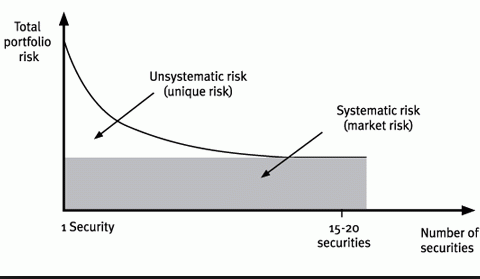 Total
portfolio
risk
Unsystematic risk
(unique risk)
Systematic risk
(market risk)
1 Security
15-20
securities
Number of
securities